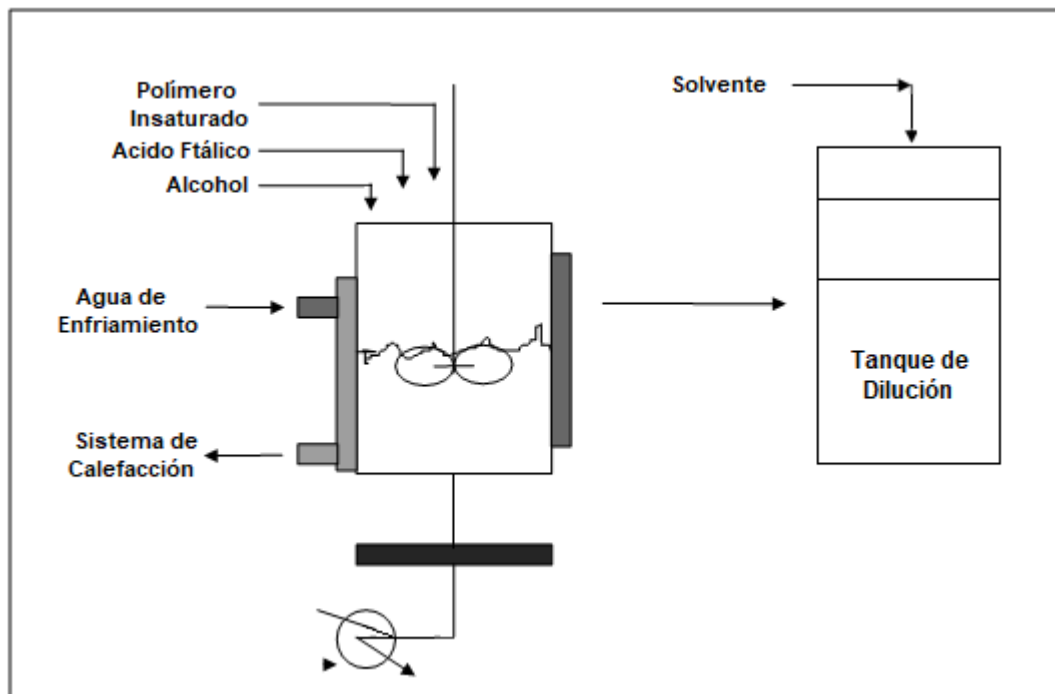 Polímero
Insaturado
Acido Ftálico
Alcohol
Agua de
Enfriamiento
Sistema de
Calefacción
Solvente
Tanque de
Dilución